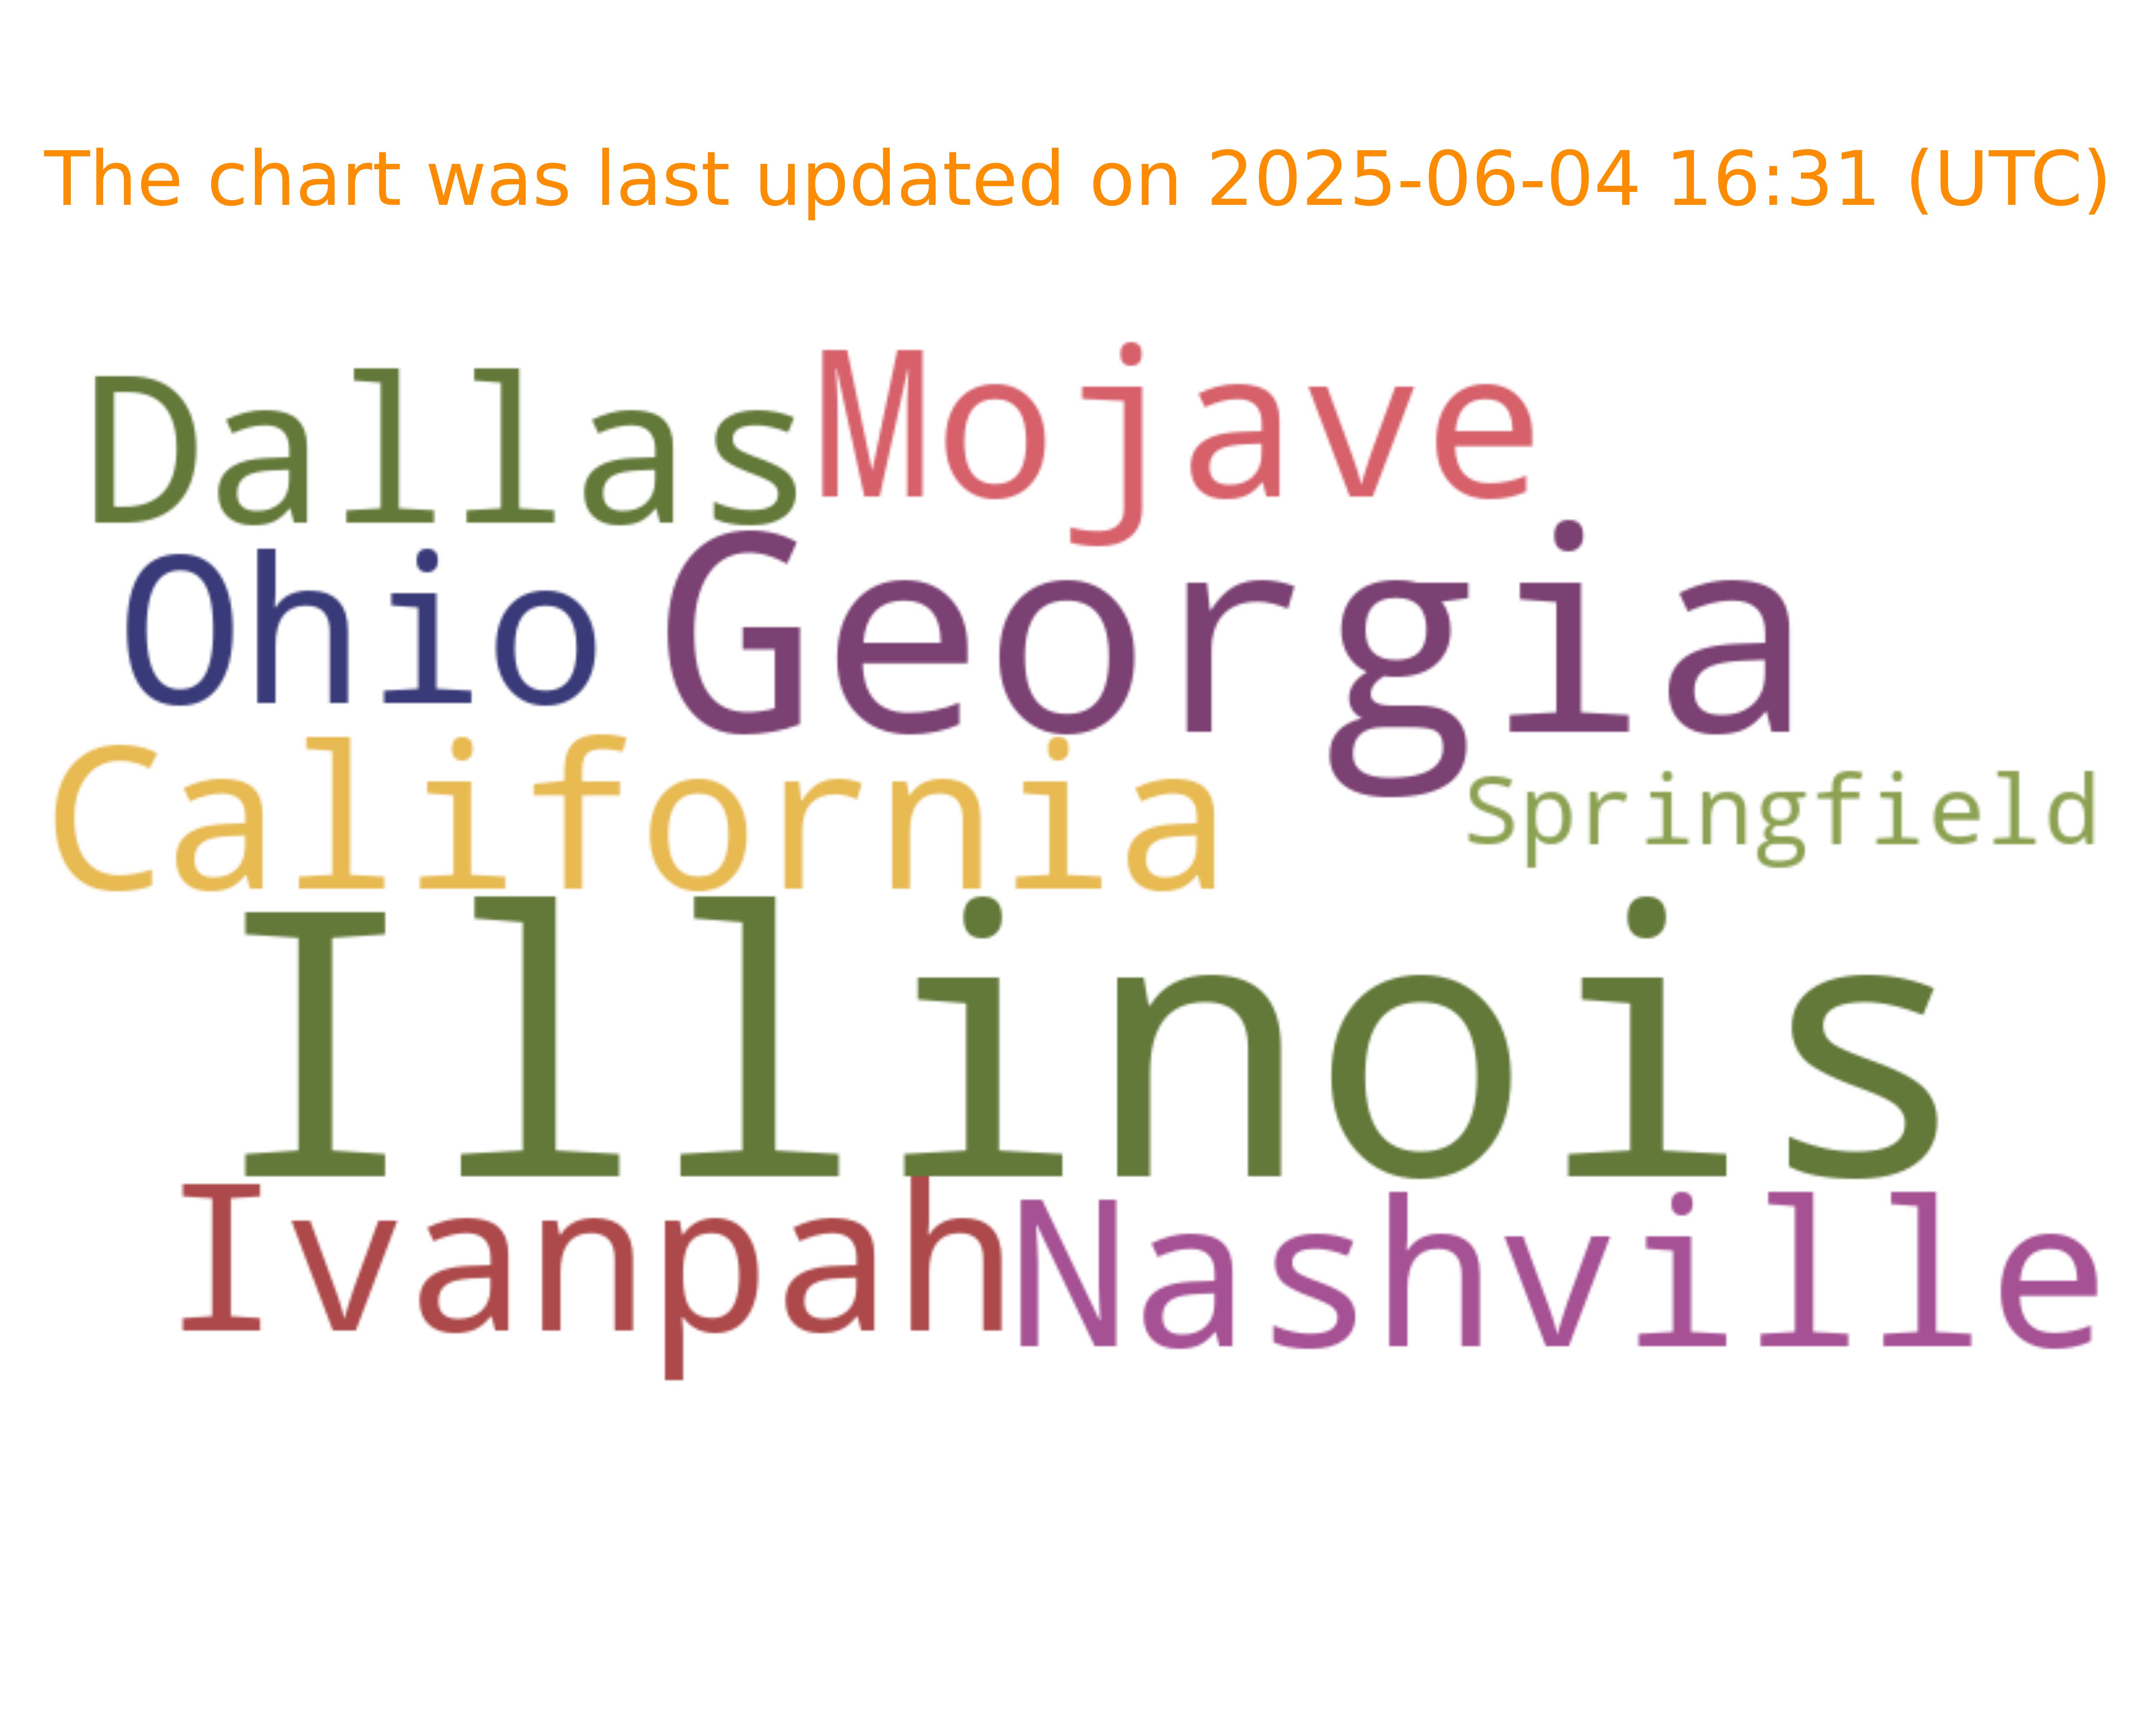 The chart was last updated on 2025-06-04 16:31 (UTC)
Dallas Mojave
Ohio Georgia
California Springfield
Illinois
Ivanpah Nashville